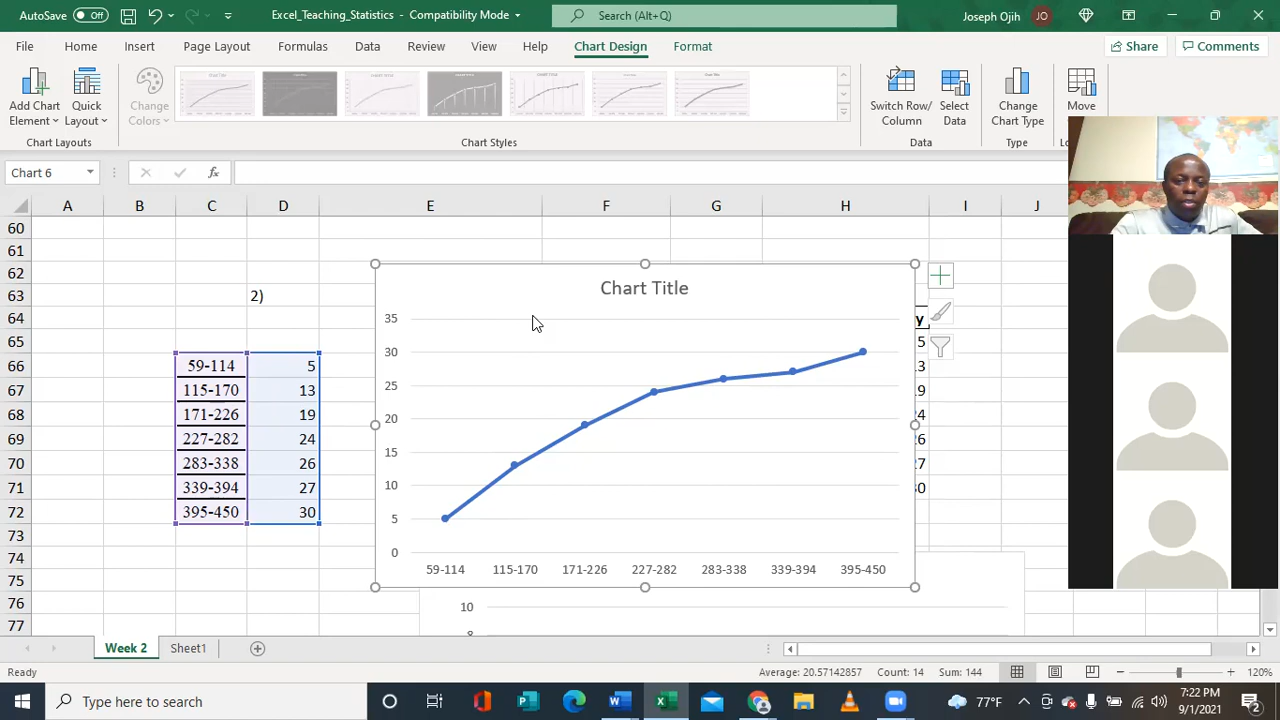 AutoSave Off
Excel_Teaching_Statistics - Compatibility Mode
Search (Alt+Q)
Joseph Ojih JO
File Home Insert Page Layout Formulas Data Review View Help Chart Design Format
Share Comments
Add Chart Element
Quick Layout
Change Colors
Switch Row/ Column
Select Data
Change Chart Type
Move
Chart Layouts
Chart Styles
Data
Type
Chart 6
fx
A B C D E F G H I J
60
61
62
63 2)
64
65
66 59-114 5
67 115-170 13
68 171-226 19
69 227-282 24
70 283-338 26
71 339-394 27
72 395-450 30
73
74
75
76
77
Chart Title
35
30
25
20
15
10
5
0
59-114 115-170 171-226 227-282 283-338 339-394 395-450
10
Week 2 Sheet1
Ready
Average: 20.57142857 Count: 14 Sum: 144
120%
Type here to search
77°F
7:22 PM
9/1/2021
2